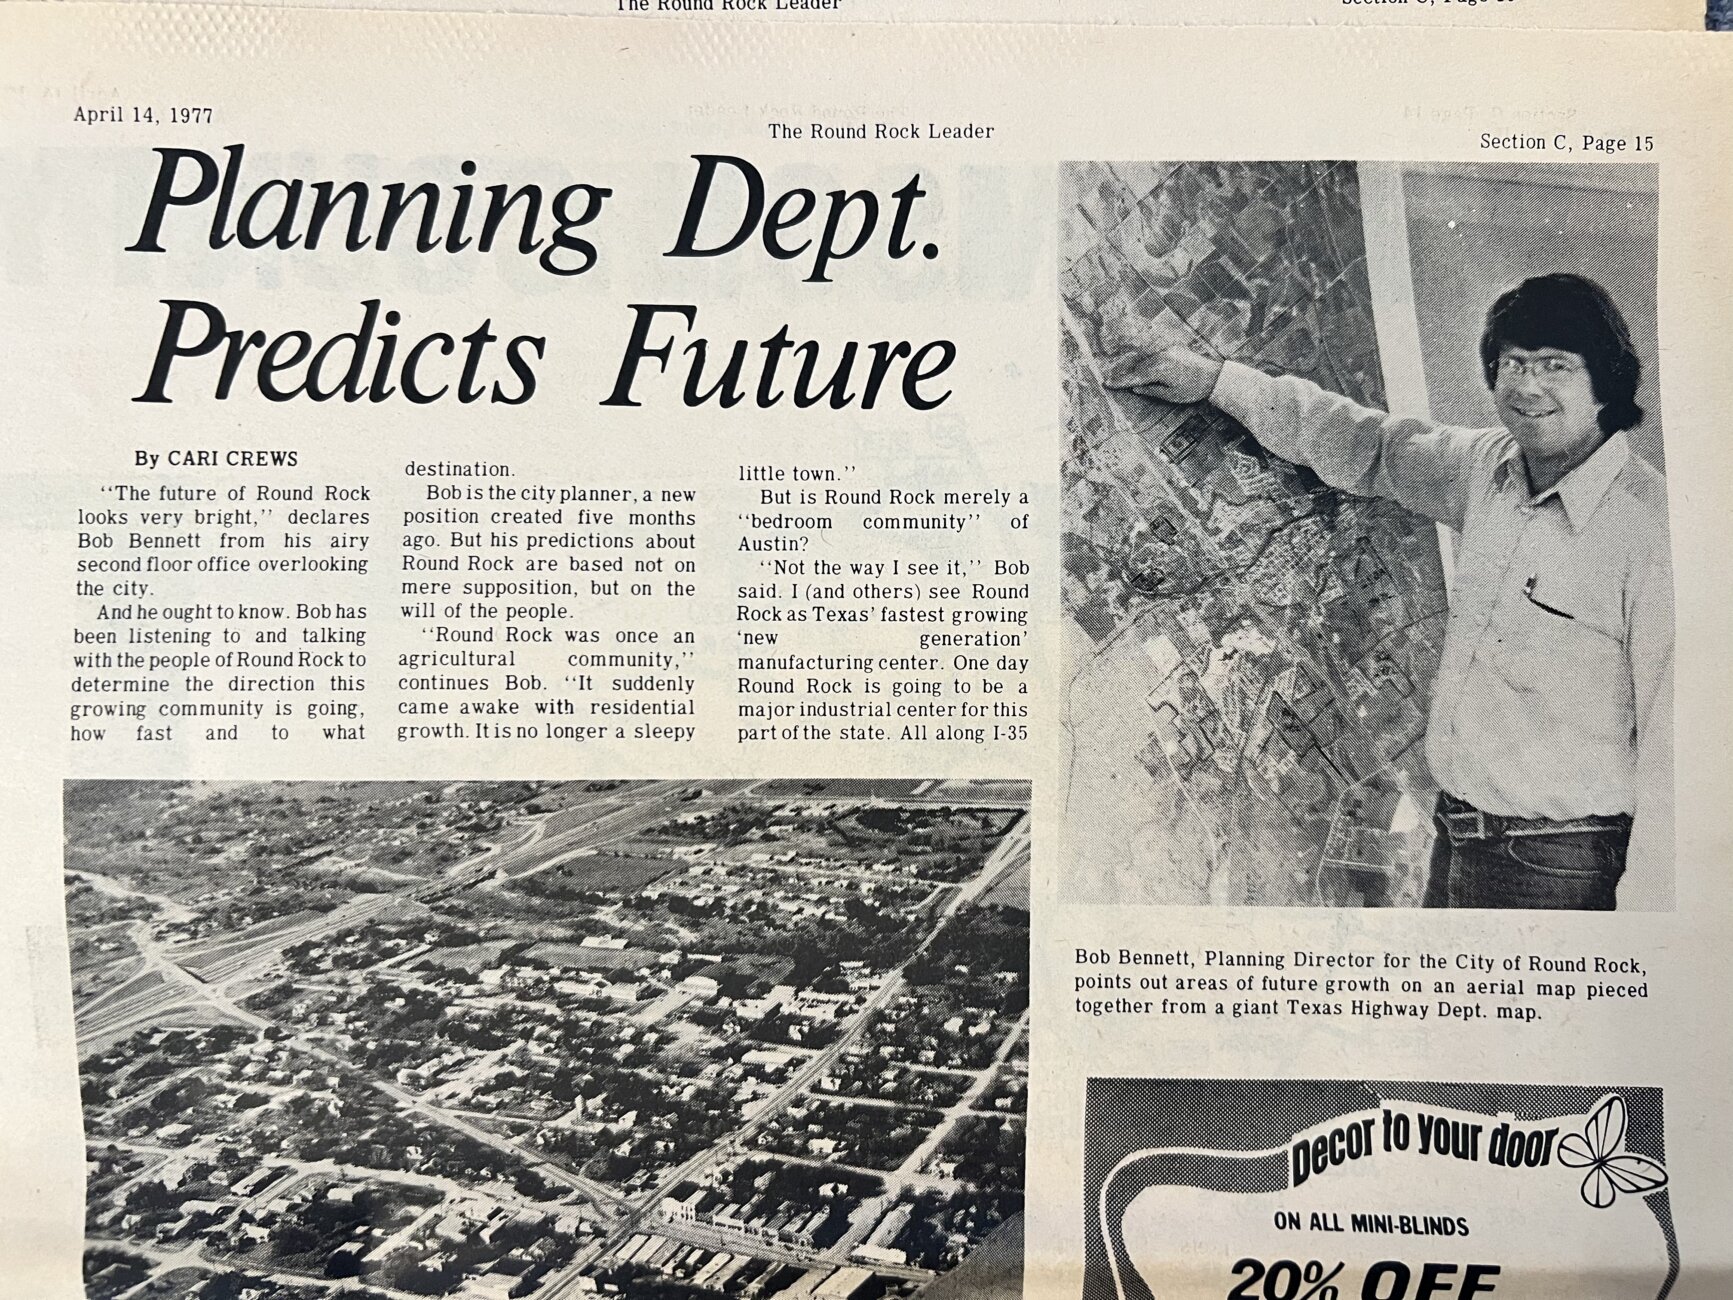 The Round Rock Leader
April 14, 1977
The Round Rock Leader
Section C, Page 15
Planning Dept.
Predicts Future
By CARI CREWS
"The future of Round Rock
looks very bright," declares
Bob Bennett from his airy
second floor office overlooking
the city.
And he ought to know. Bob has
been listening to and talking
with the people of Round Rock to
determine the direction this
growing community is going,
how fast and to what
destination.
Bob is the city planner, a new
position created five months
ago. But his predictions about
Round Rock are based not on
mere supposition, but on the
will of the people.
"Round Rock was once an
agricultural community,"
continues Bob. "It suddenly
came awake with residential
growth. It is no longer a sleepy
little town."
But is Round Rock merely a
"bedroom community" of
Austin?
"Not the way I see it," Bob
said. I (and others) see Round
Rock as Texas' fastest growing
'new generation'
manufacturing center. One day
Round Rock is going to be a
major industrial center for this
part of the state. All along I-35
Bob Bennett, Planning Director for the City of Round Rock,
points out areas of future growth on an aerial map pieced
together from a giant Texas Highway Dept. map.
Decor to your door
ON ALL MINI-BLINDS
20% OFF